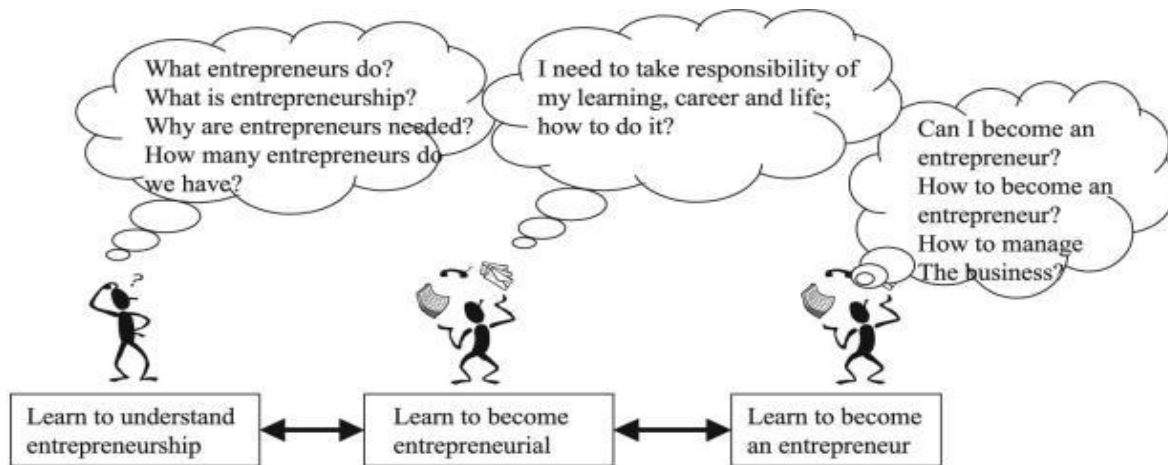 What entrepreneurs do?
What is entrepreneurship?
Why are entrepreneurs needed?
How many entrepreneurs do
we have?
I need to take responsibility of
my learning, career and life;
how to do it?
Can I become an
entrepreneur?
How to become an
entrepreneur?
How to manage
The business?
?
Learn to understand
entrepreneurship
Learn to become
entrepreneurial
Learn to become
an entrepreneur